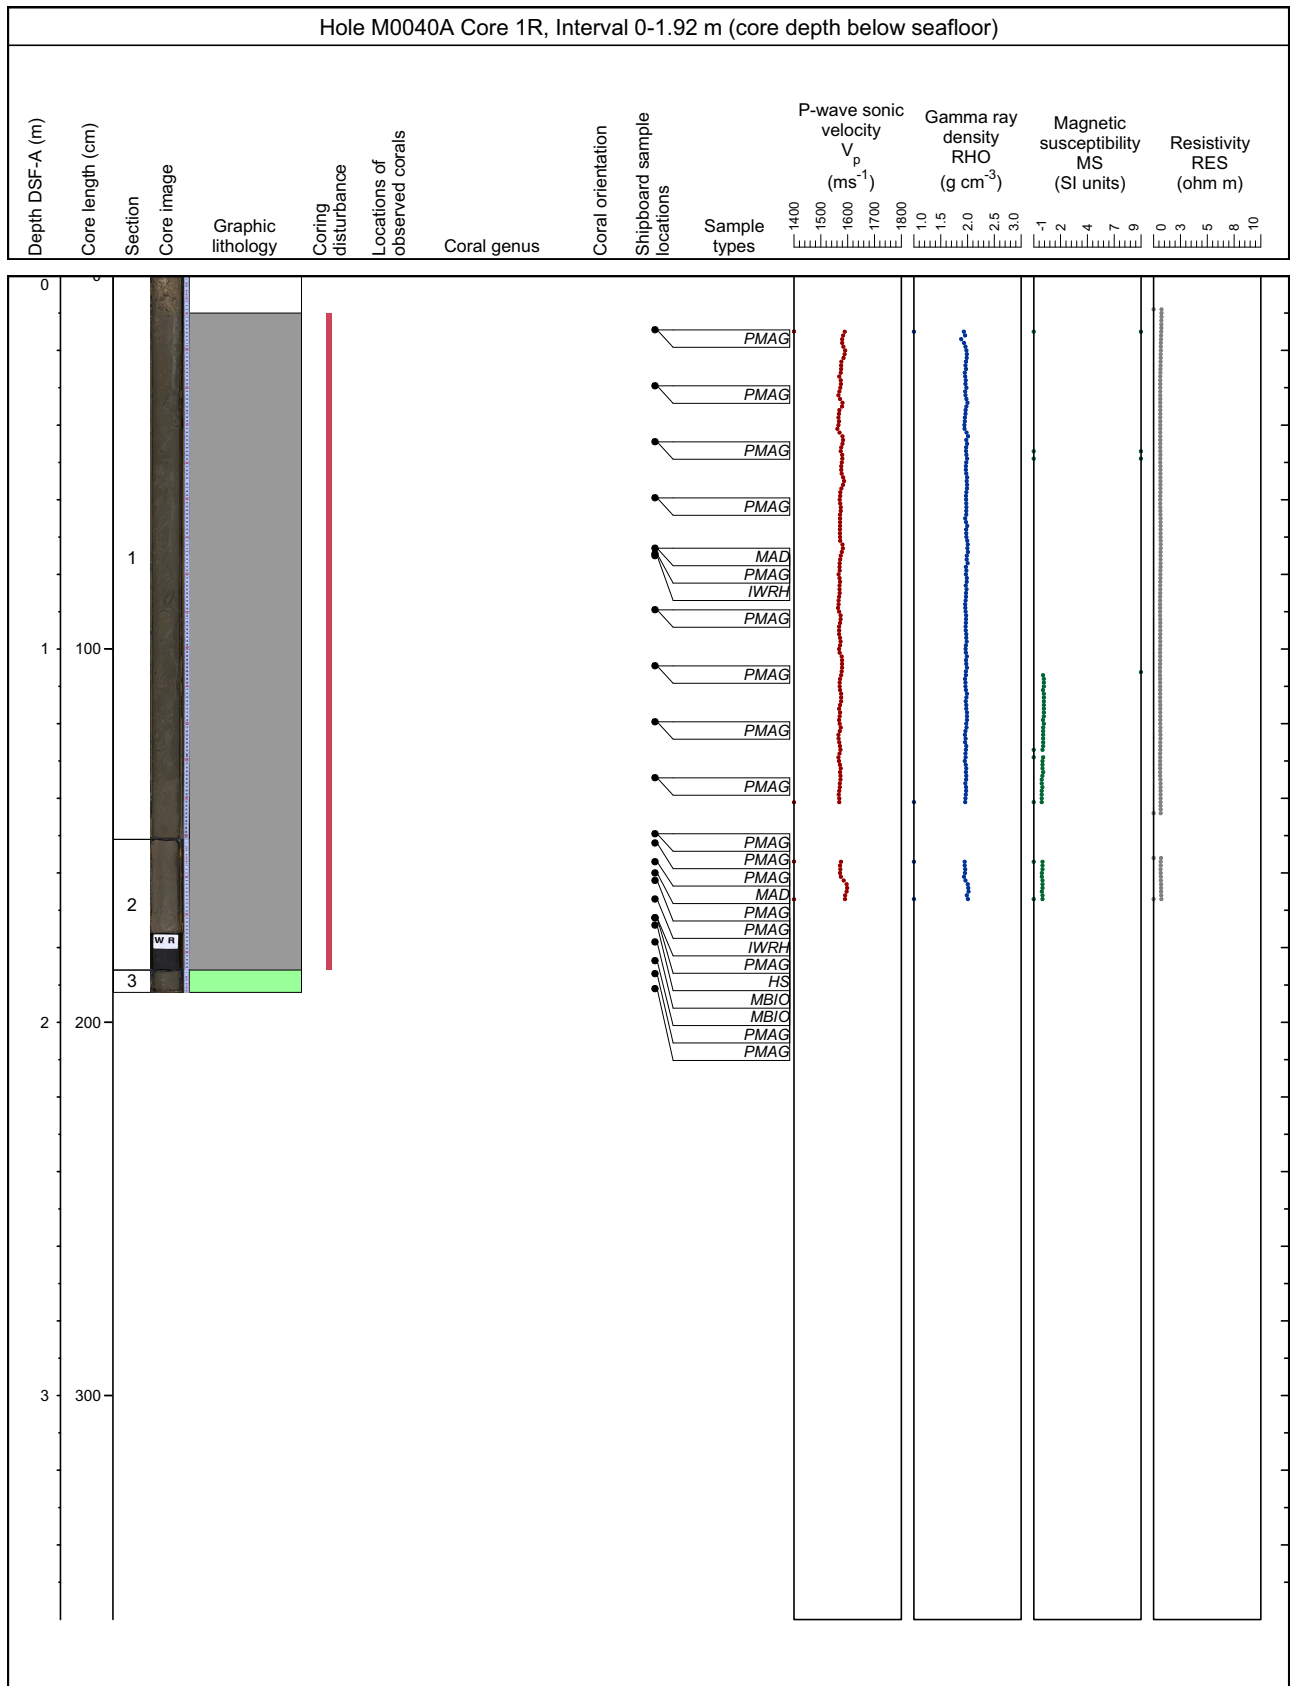 Hole M0040A Core 1R, Interval 0-1.92 m (core depth below seafloor)
Depth DSF-A (m)
Core length (cm)
Section
Core image
Graphic
lithology
Coring
disturbance
Locations of
observed corals
Coral genus
Coral orientation
Shipboard sample
locations
Sample
types
P-wave sonic
velocity
Vp
(ms-1)
1400 1500 1600 1700 1800
Gamma ray
density
RHO
(g cm-3)
1.0 1.5 2.0 2.5 3.0
Magnetic
susceptibility
MS
(SI units)
-1 2 4 7 9
Resistivity
RES
(ohm m)
0 3 5 8 10
0
PMAG
PMAG
PMAG
PMAG
1
MAD
PMAG
IWRH
PMAG
1 100
PMAG
PMAG
PMAG
PMAG
PMAG
PMAG
MAD
2
PMAG
PMAG
W R
IWRH
PMAG
3
HS
MBIO
MBIO
2 200
PMAG
PMAG
3 300